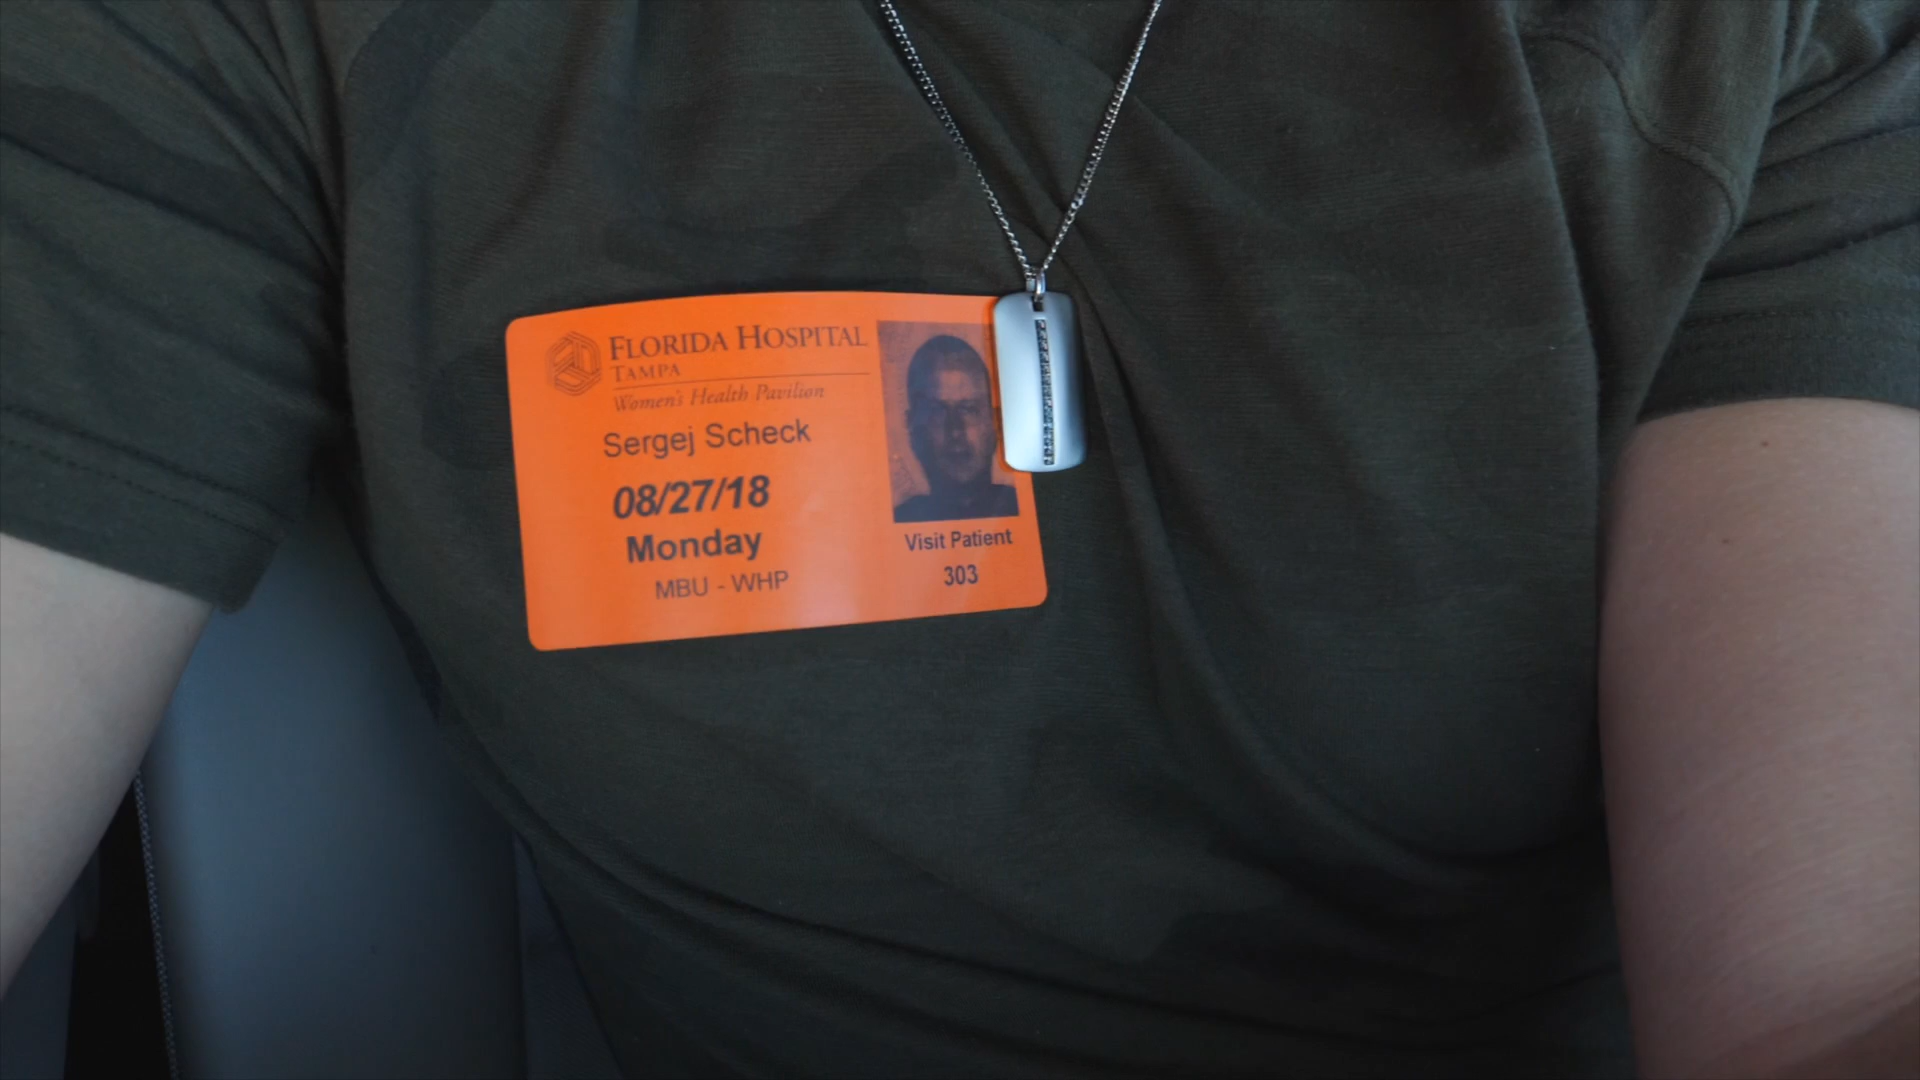 FLORIDA HOSPITAL
TAMPA
Women's Health Pavilion
Sergej Scheck
08/27/18
Monday
MBU - WHP
Visit Patient
303